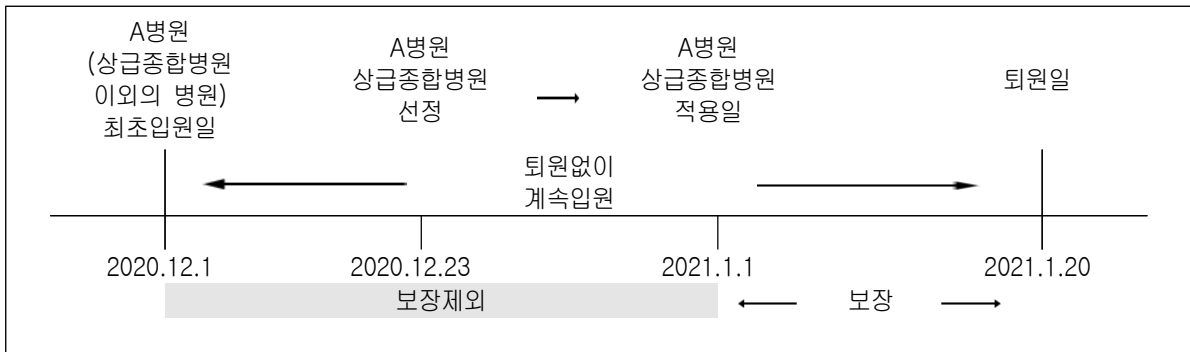 A병원
(상급종합병원
이외의 병원)
최초입원일
A병원
상급종합병원
선정
A병원
상급종합병원
적용일
퇴원일
퇴원없이
계속입원
2020.12.1
2020.12.23
2021.1.1
2021.1.20
보장제외
보장